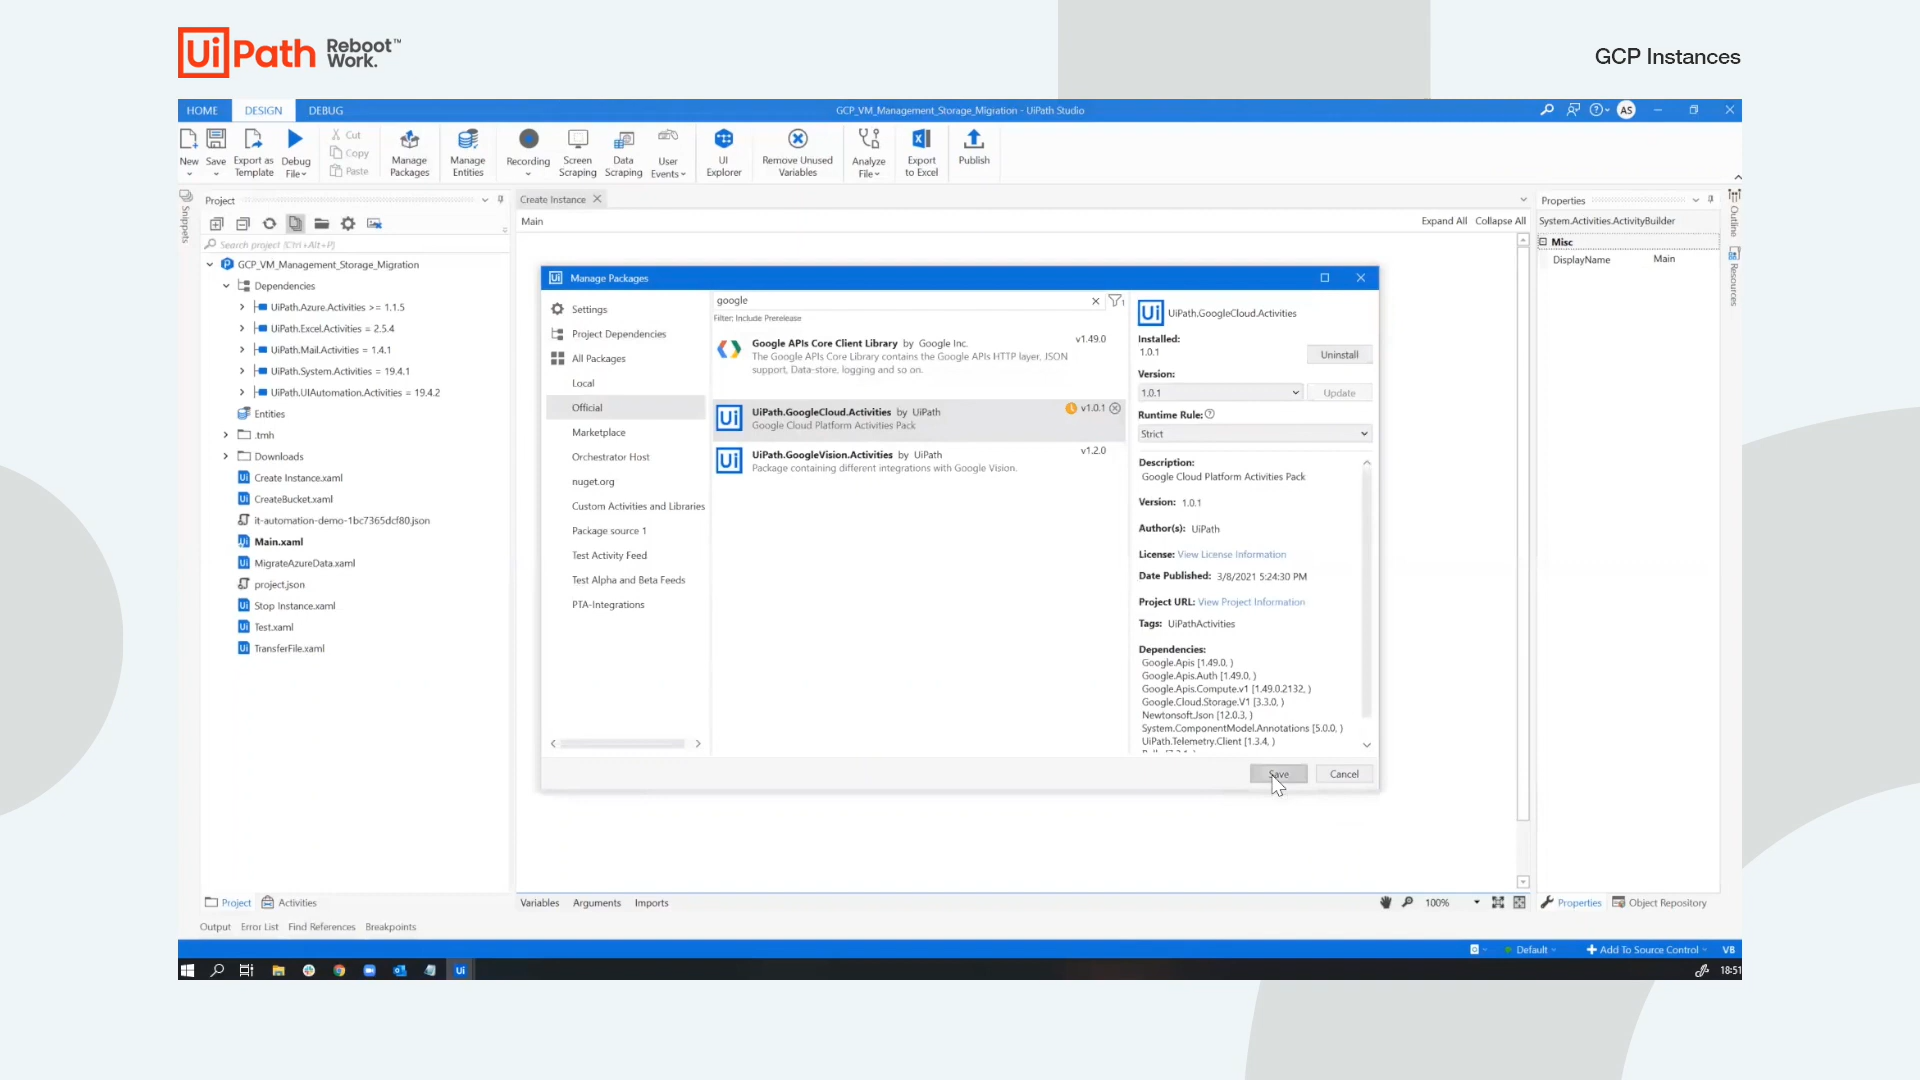 UiPath Reboot™ Work.
GCP Instances
HOME DESIGN DEBUG
GCP_VM_Management_Storage_Migration - UiPath Studio
AS
New Save Export as Template Debug File Cut Copy Paste Manage Packages Manage Entities Recording Screen Scraping Data Scraping User Events UI Explorer Remove Unused Variables Analyze File Export to Excel Publish
Snippets
Project
Search project (Ctrl+Alt+P)
GCP_VM_Management_Storage_Migration
Dependencies
UiPath.Azure.Activities >= 1.1.5
UiPath.Excel.Activities = 2.5.4
UiPath.Mail.Activities = 1.4.1
UiPath.System.Activities = 19.4.1
UiPath.UIAutomation.Activities = 19.4.2
Entities
.tmh
Downloads
Create Instance.xaml
CreateBucket.xaml
it-automation-demo-1bc7365dcf80.json
Main.xaml
MigrateAzureData.xaml
project.json
Stop Instance.xaml
Test.xaml
TransferFile.xaml
Create Instance
Main
Expand All Collapse All
Manage Packages
Settings
Project Dependencies
All Packages
Local
Official
Marketplace
Orchestrator Host
nuget.org
Custom Activities and Libraries
Package source 1
Test Activity Feed
Test Alpha and Beta Feeds
PTA-Integrations
google
Filter: Include Prerelease
Google APIs Core Client Library by Google Inc. v1.49.0
The Google APIs Core Library contains the Google APIs HTTP layer, JSON
support, Data-store, logging and so on.
UiPath.GoogleCloud.Activities by UiPath v1.0.1
Google Cloud Platform Activities Pack
UiPath.GoogleVision.Activities by UiPath v1.2.0
Package containing different integrations with Google Vision.
UiPath.GoogleCloud.Activities
Installed:
1.0.1 Uninstall
Version:
1.0.1 Update
Runtime Rule:
Strict
Description:
Google Cloud Platform Activities Pack
Version: 1.0.1
Author(s): UiPath
License: View License Information
Date Published: 3/8/2021 5:24:30 PM
Project URL: View Project Information
Tags: UiPathActivities
Dependencies:
Google.Apis [1.49.0, )
Google.Apis.Auth [1.49.0, )
Google.Apis.Compute.v1 [1.49.0.2132, )
Google.Cloud.Storage.V1 [3.3.0, )
Newtonsoft.Json [12.0.3, )
System.ComponentModel.Annotations [5.0.0, )
UiPath.Telemetry.Client [1.3.4, )
Save Cancel
Properties
System.Activities.ActivityBuilder
Misc
DisplayName Main
Outline
Resources
Project Activities
Variables Arguments Imports
100%
Properties Object Repository
Output Error List Find References Breakpoints
Default Add To Source Control VB
18:51